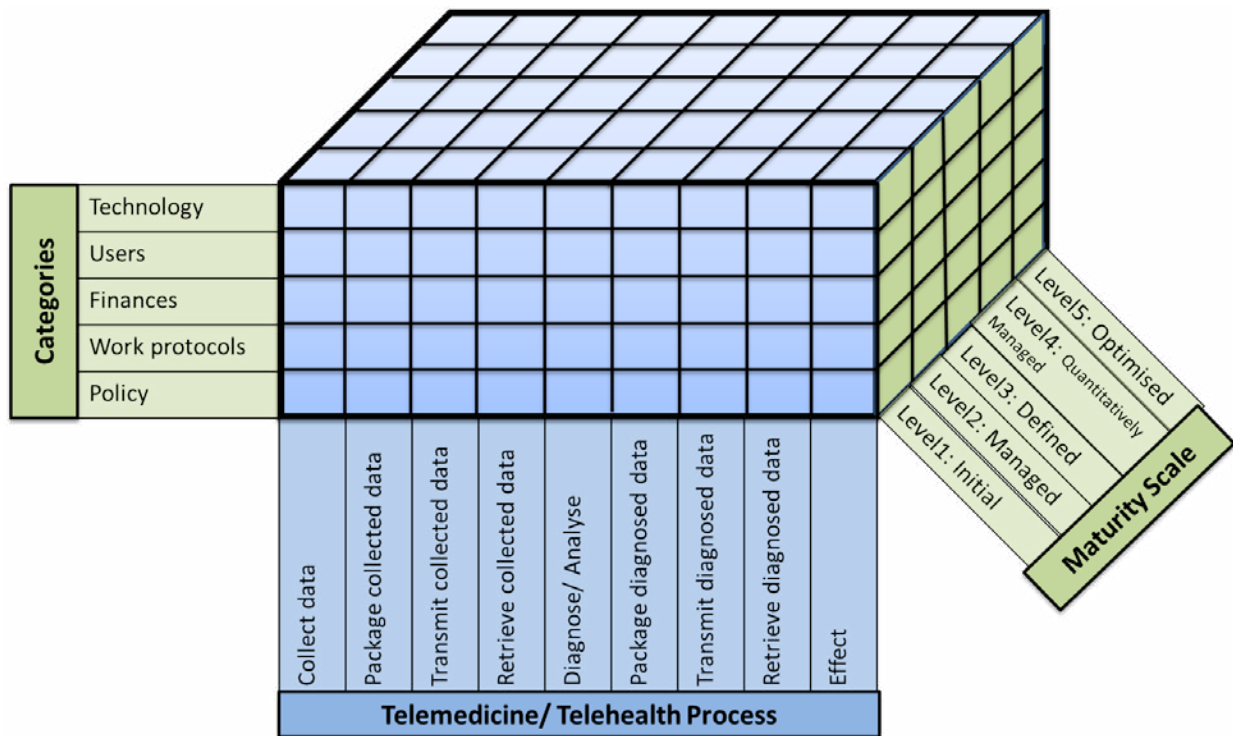 Categories
Technology
Users
Finances
Work protocols
Policy
Collect data
Package collected data
Transmit collected data
Retrieve collected data
Diagnose/ Analyse
Package diagnosed data
Transmit diagnosed data
Retrieve diagnosed data
Effect
Telemedicine/ Telehealth Process
Level1: Initial
Level2: Managed
Level3: Defined
Level4: Quantitatively
Managed
Level5: Optimised
Maturity Scale